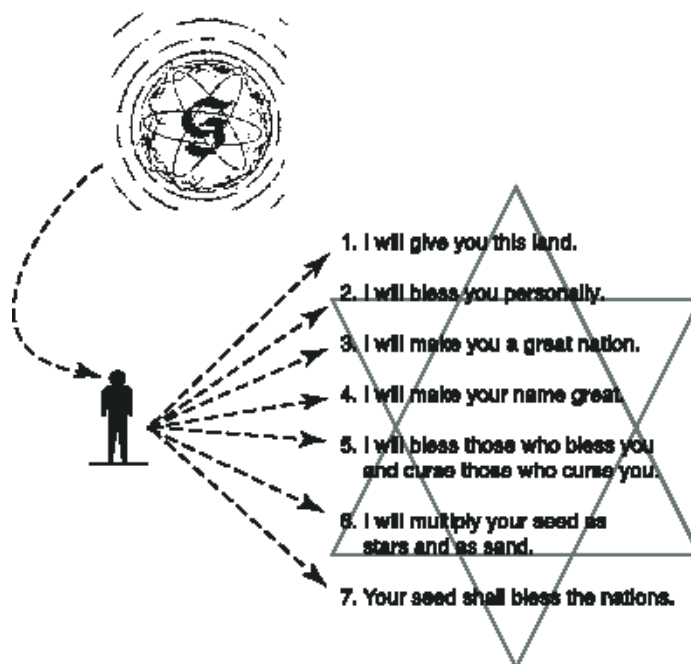 G
1. I will give you this land.
2. I will bless you personally.
3. I will make you a great nation.
4. I will make your name great.
5. I will bless those who bless you
and curse those who curse you.
6. I will multiply your seed as
stars and as sand.
7. Your seed shall bless the nations.